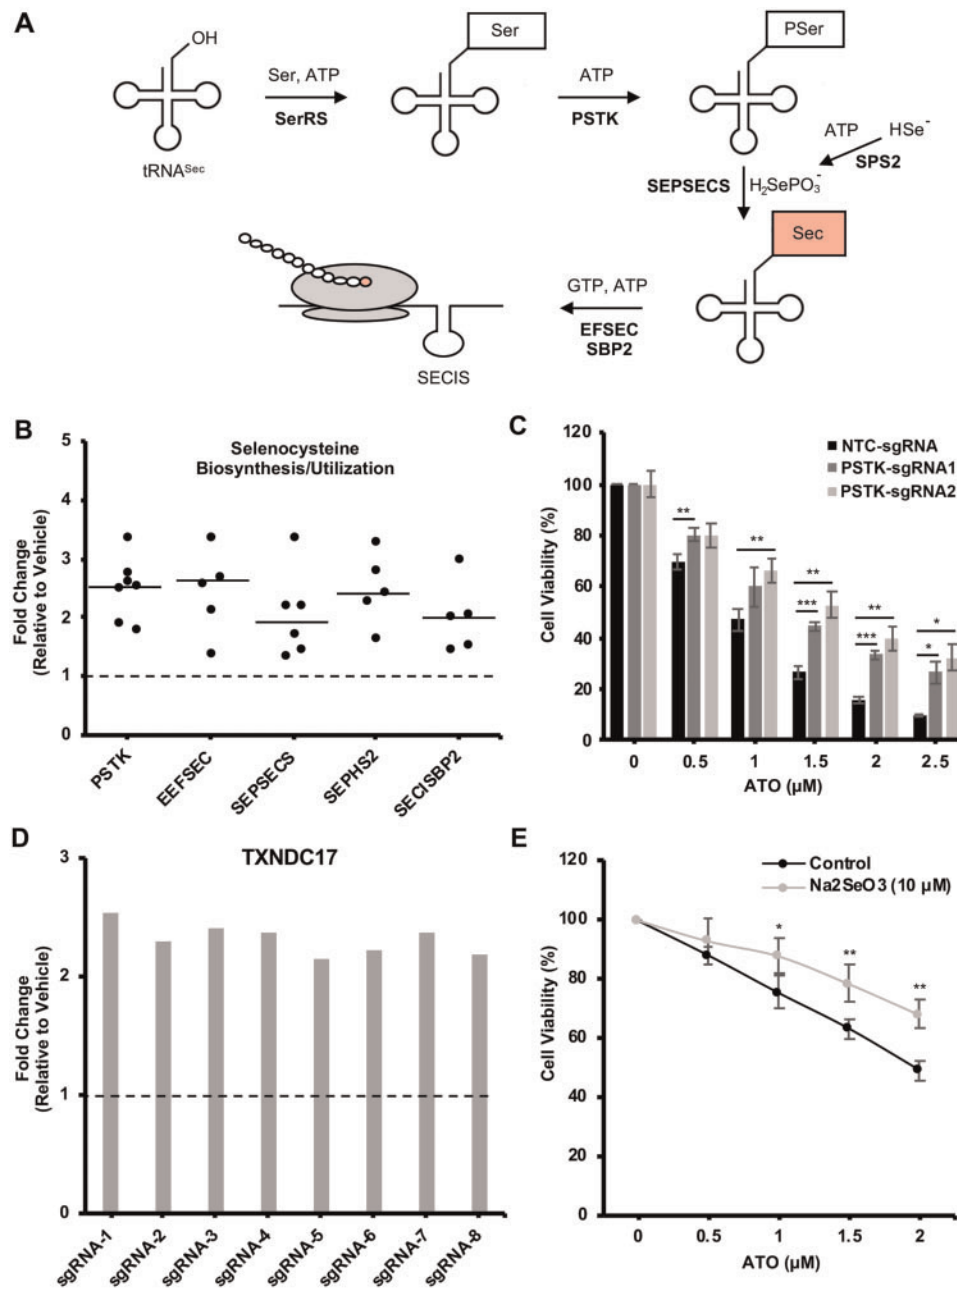 A
OH
Ser
PSer
Ser, ATP
SerRS
ATP
PSTK
tRNASec
ATP
HSe-
SPS2
SEPSECS
H2SePO3-
Sec
GTP, ATP
EFSEC
SBP2
SECIS
B
Selenocysteine
Biosynthesis/Utilization
Fold Change
(Relative to Vehicle)
5
4
3
2
1
0
PSTK
EEFSEC
SEPSECS
SEPHS2
SECISBP2
C
NTC-sgRNA
PSTK-sgRNA1
PSTK-sgRNA2
Cell Viability (%)
120
100
80
60
40
20
0
**
**
***
**
***
**
*
*
0
0.5
1
1.5
2
2.5
ATO (µM)
D
TXNDC17
Fold Change
(Relative to Vehicle)
3
2
1
0
sgRNA-1
sgRNA-2
sgRNA-3
sgRNA-4
sgRNA-5
sgRNA-6
sgRNA-7
sgRNA-8
E
Control
Na2SeO3 (10 µM)
Cell Viability (%)
120
100
80
60
40
20
0
*
**
**
0
0.5
1
1.5
2
ATO (µM)